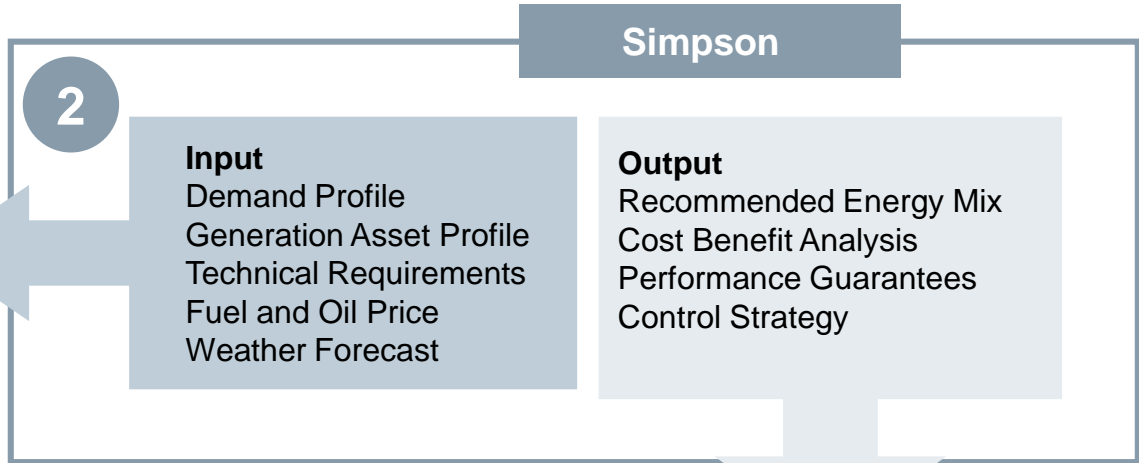 Simpson
2
Input
Demand Profile
Generation Asset Profile
Technical Requirements
Fuel and Oil Price
Weather Forecast
Output
Recommended Energy Mix
Cost Benefit Analysis
Performance Guarantees
Control Strategy